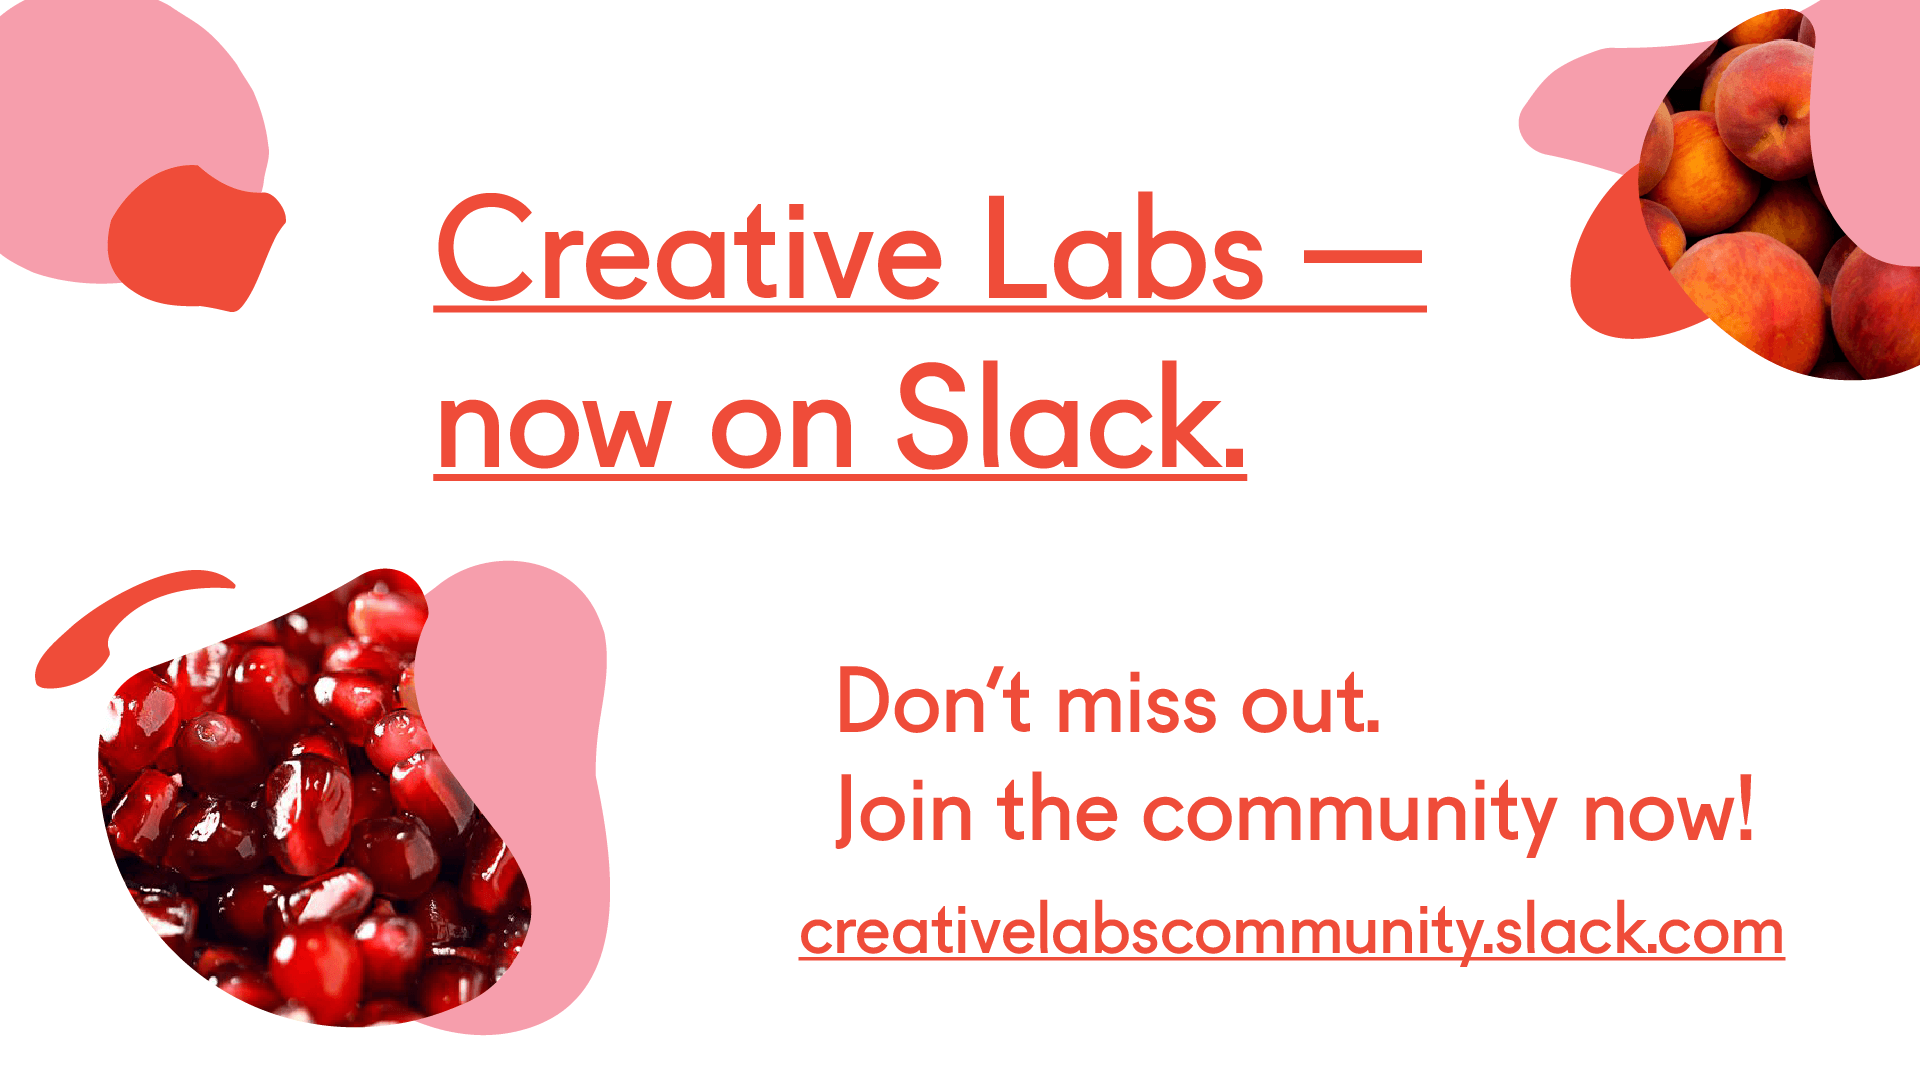 Creative Labs —
now on Slack.
Don’t miss out.
Join the community now!
creativelabscommunity.slack.com